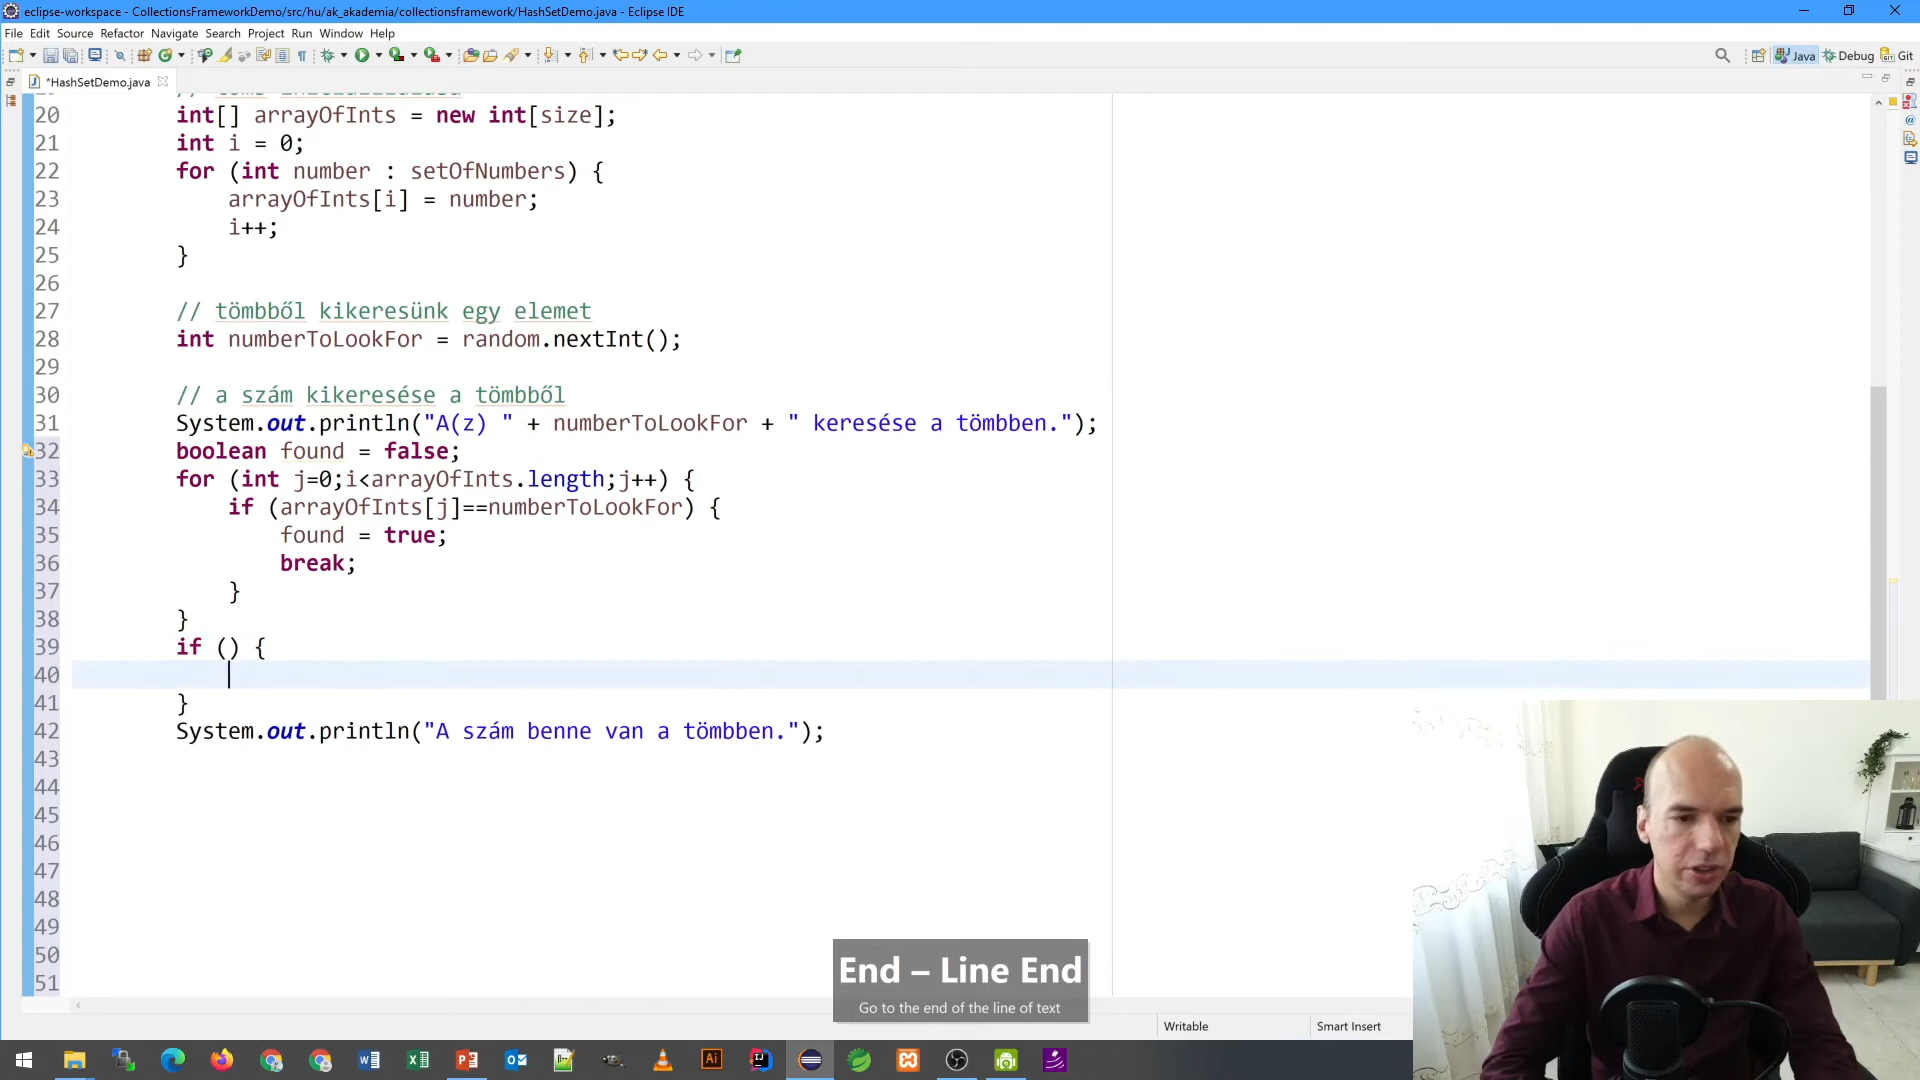 eclipse-workspace - CollectionsFrameworkDemo/src/hu/ak_akademia/collectionsframework/HashSetDemo.java - Eclipse IDE
File Edit Source Refactor Navigate Search Project Run Window Help
Java Debug Git
*HashSetDemo.java
20 int[] arrayOfInts = new int[size];
21 int i = 0;
22 for (int number : setOfNumbers) {
23 arrayOfInts[i] = number;
24 i++;
25 }
26
27 // tömbből kikeresünk egy elemet
28 int numberToLookFor = random.nextInt();
29
30 // a szám kikeresése a tömbből
31 System.out.println("A(z) " + numberToLookFor + " keresése a tömbben.");
32 boolean found = false;
33 for (int j=0;i<arrayOfInts.length;j++) {
34 if (arrayOfInts[j]==numberToLookFor) {
35 found = true;
36 break;
37 }
38 }
39 if () {
40
41 }
42 System.out.println("A szám benne van a tömbben.");
43
44
45
46
47
48
49
50
51
End – Line End
Go to the end of the line of text
Writable Smart Insert